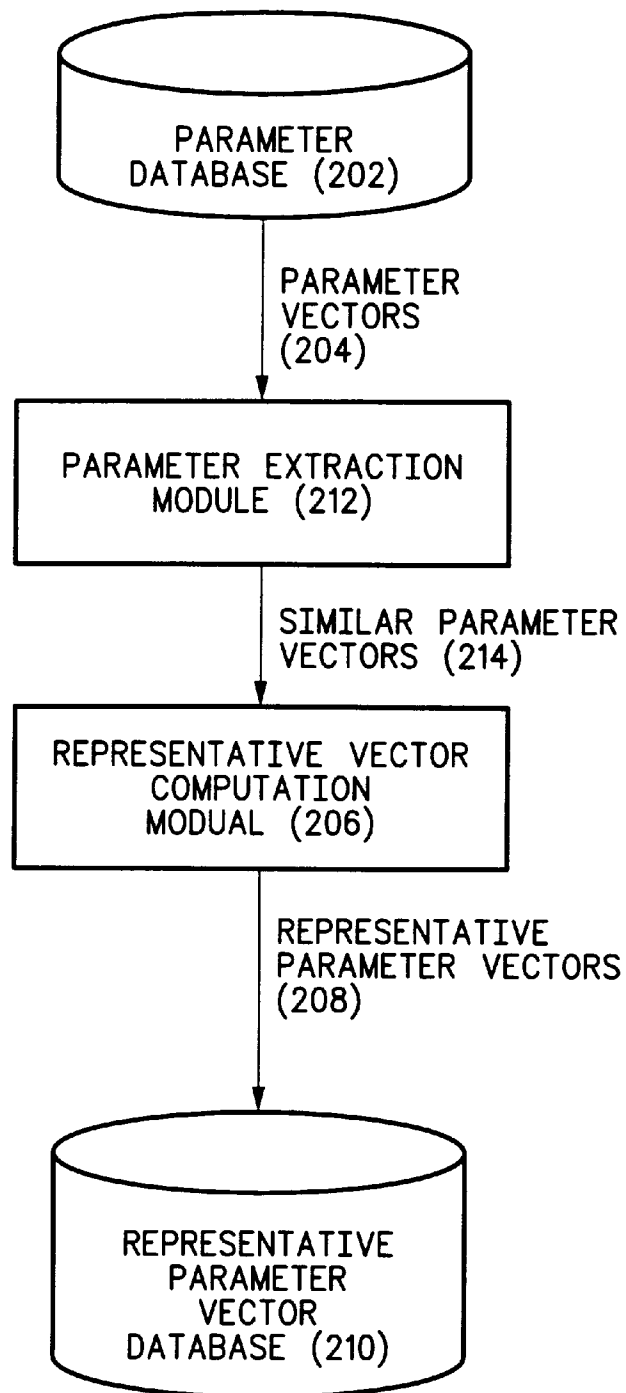 PARAMETER
DATABASE (202)
PARAMETER
VECTORS
(204)
PARAMETER EXTRACTION
MODULE (212)
SIMILAR PARAMETER
VECTORS (214)
REPRESENTATIVE VECTOR
COMPUTATION
MODUAL (206)
REPRESENTATIVE
PARAMETER VECTORS
(208)
REPRESENTATIVE
PARAMETER
VECTOR
DATABASE (210)